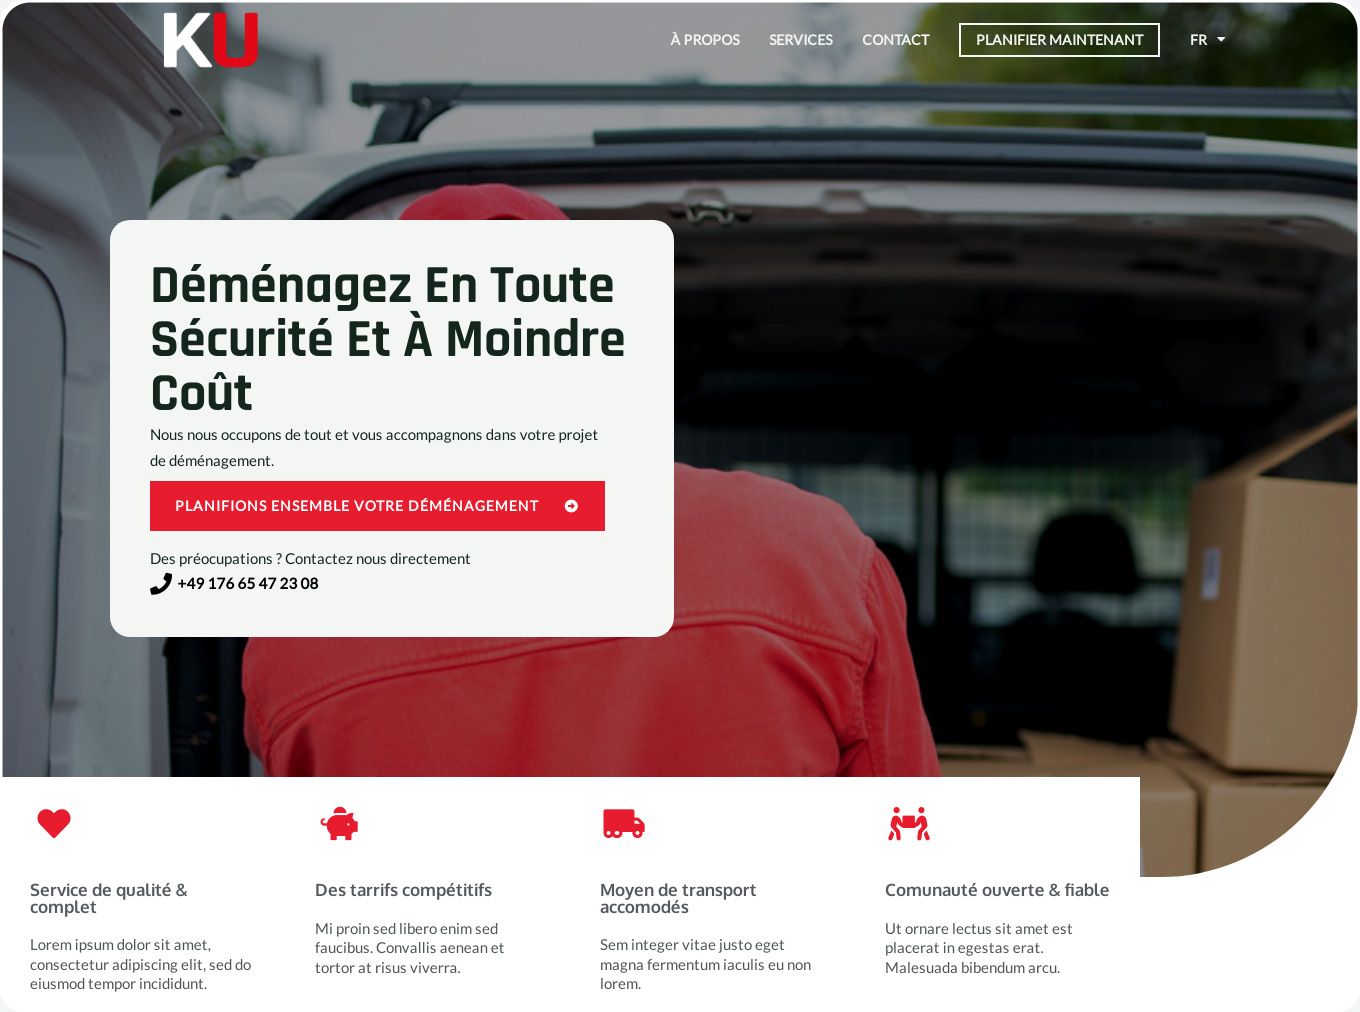 KU
À PROPOS
SERVICES
CONTACT
PLANIFIER MAINTENANT
FR
Déménagez En Toute
Sécurité Et À Moindre
Coût
Nous nous occupons de tout et vous accompagnons dans votre projet
de déménagement.
PLANIFIONS ENSEMBLE VOTRE DÉMÉNAGEMENT
Des préocupations ? Contactez nous directement
+49 176 65 47 23 08
Service de qualité &
complet
Lorem ipsum dolor sit amet,
consectetur adipiscing elit, sed do
eiusmod tempor incididunt.
Des tarrifs compétitifs
Mi proin sed libero enim sed
faucibus. Convallis aenean et
tortor at risus viverra.
Moyen de transport
accomodés
Sem integer vitae justo eget
magna fermentum iaculis eu non
lorem.
Comunauté ouverte & fiable
Ut ornare lectus sit amet est
placerat in egestas erat.
Malesuada bibendum arcu.